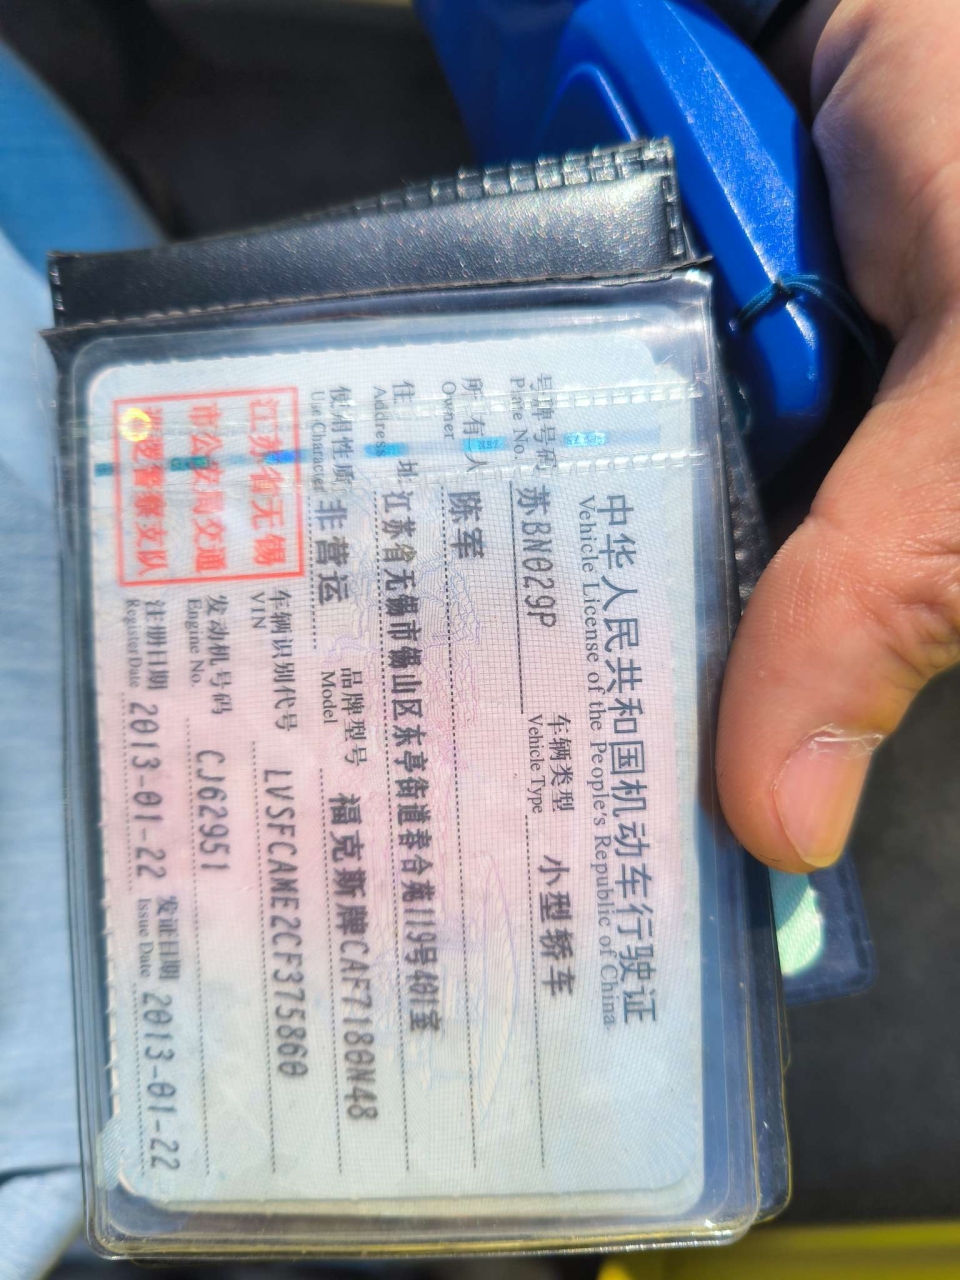 中华人民共和国机动车行驶证
Vehicle License of the People's Republic of China
号牌号码 苏BN029P 车辆类型 小型轿车
Plate No. Vehicle Type
所有人 陈军
Owner
住址 江苏省无锡市锡山区东亭街道春合苑119号401室
Address
使用性质 非营运 品牌型号 福克斯牌CAF7180N48
Use Character Model
江苏省无锡
市公安局交通
巡逻警察支队
车辆识别代号 LVSFCAME2CF375860
VIN
发动机号码 CJ62951
Engine No.
注册日期 2013-01-22 发证日期 2013-01-22
Register Date Issue Date